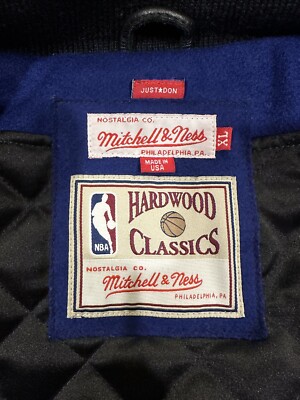 JUST★DON
NOSTALGIA CO.
Mitchell & Ness
PHILADELPHIA, PA.
XL
MADE IN
USA
HARDWOOD
NBA
CLASSICS
NOSTALGIA CO.
Mitchell & Ness
PHILADELPHIA, PA